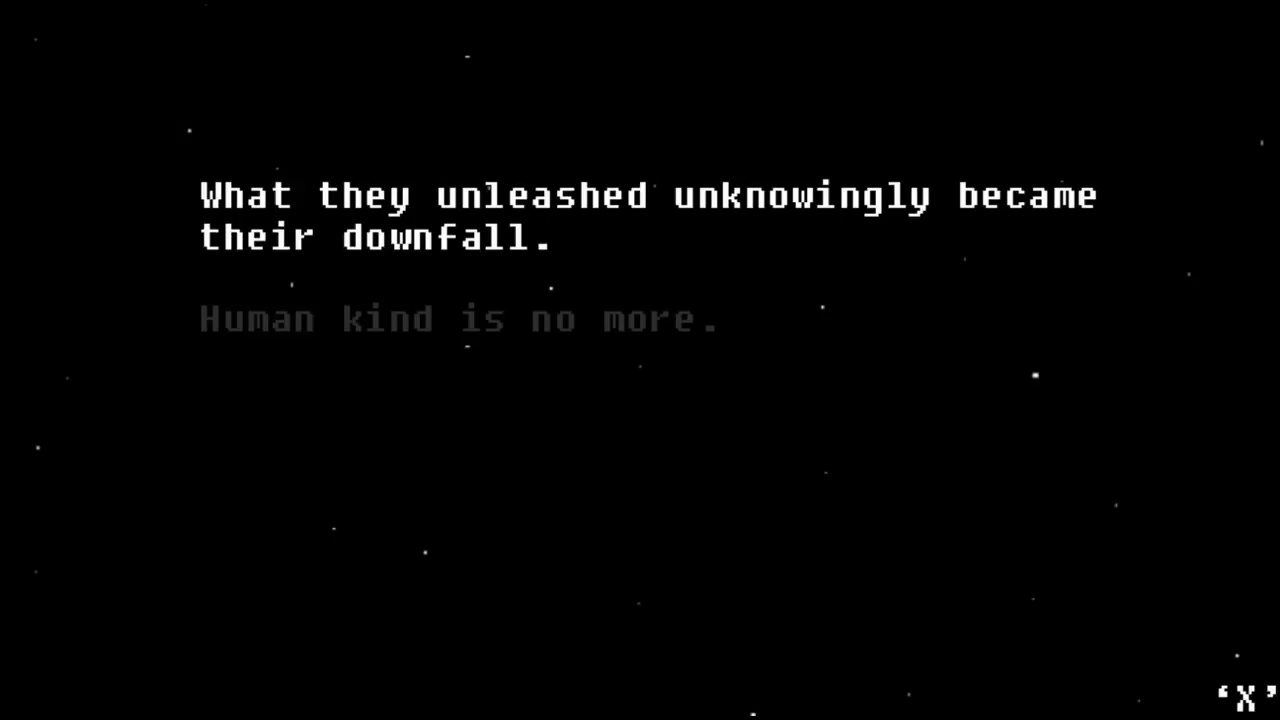 What they unleashed unknowingly became
their downfall.
Human kind is no more.
‘X’